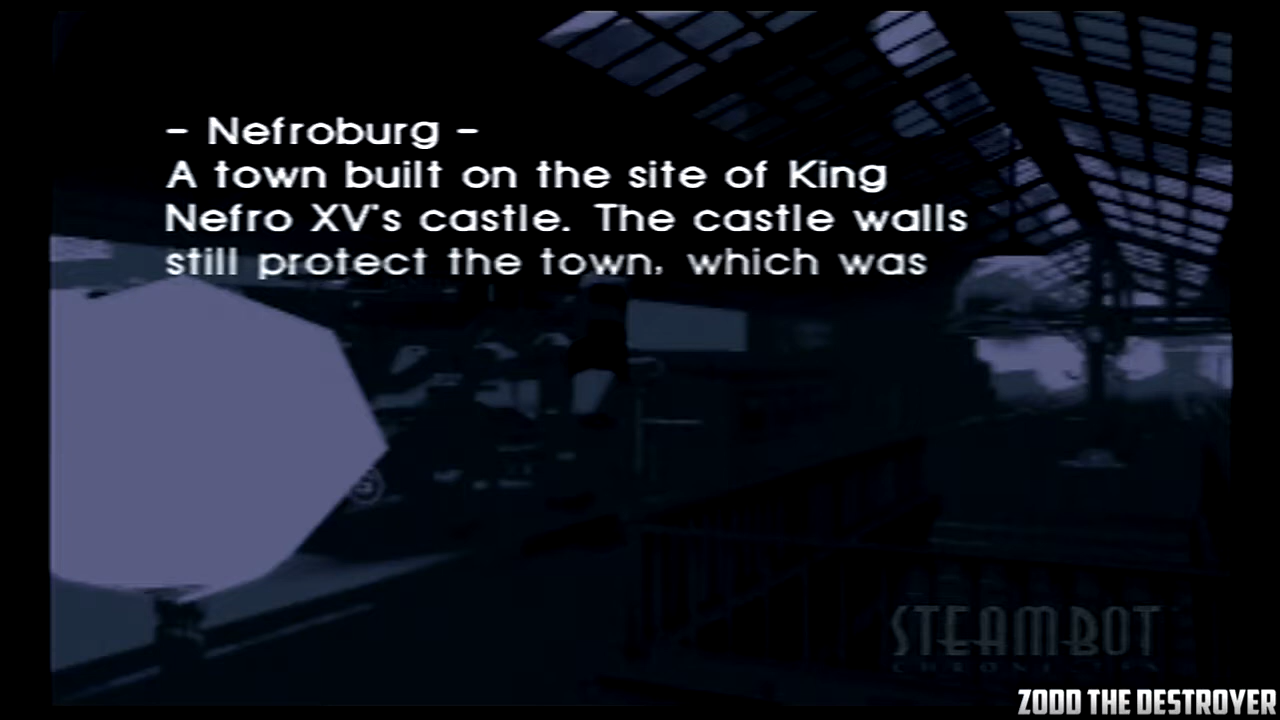 - Nefroburg -
A town built on the site of King
Nefro XV's castle. The castle walls
still protect the town, which was
STEAMBOT
CHRONICLES
ZODD THE DESTROYER